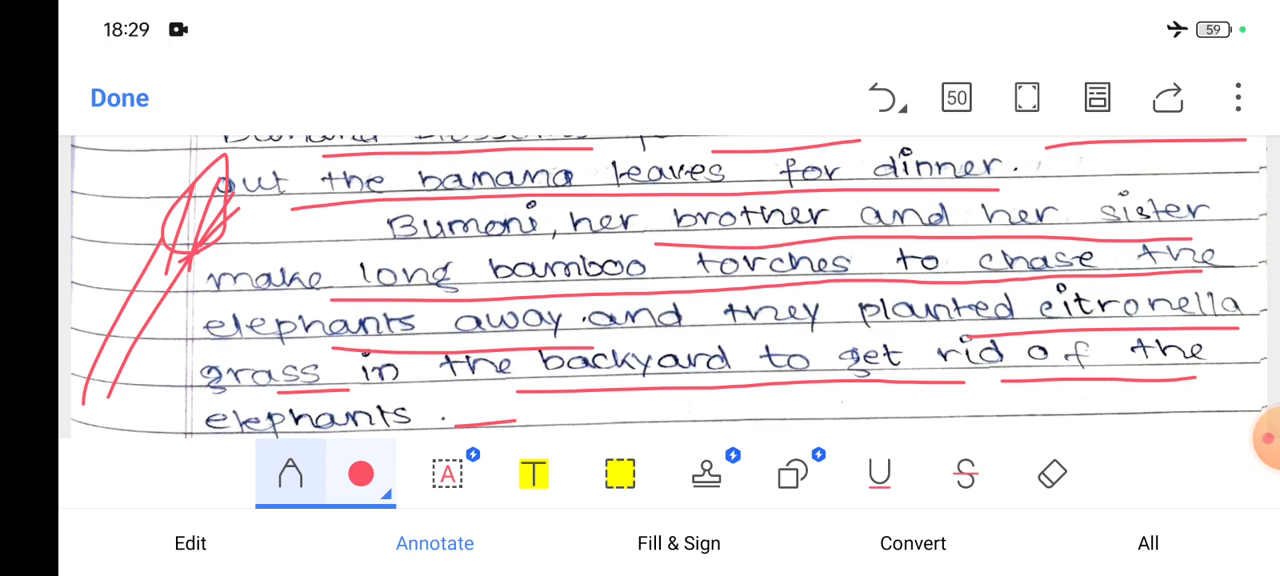 18:29
59
Done
50
out the banana leaves for dinner.
Bumoni, her brother and her sister
make long bamboo torches to chase the
elephants away. and they planted citronella
grass in the backyard to get rid of the
elephants.
A
T
U
S
Edit
Annotate
Fill & Sign
Convert
All